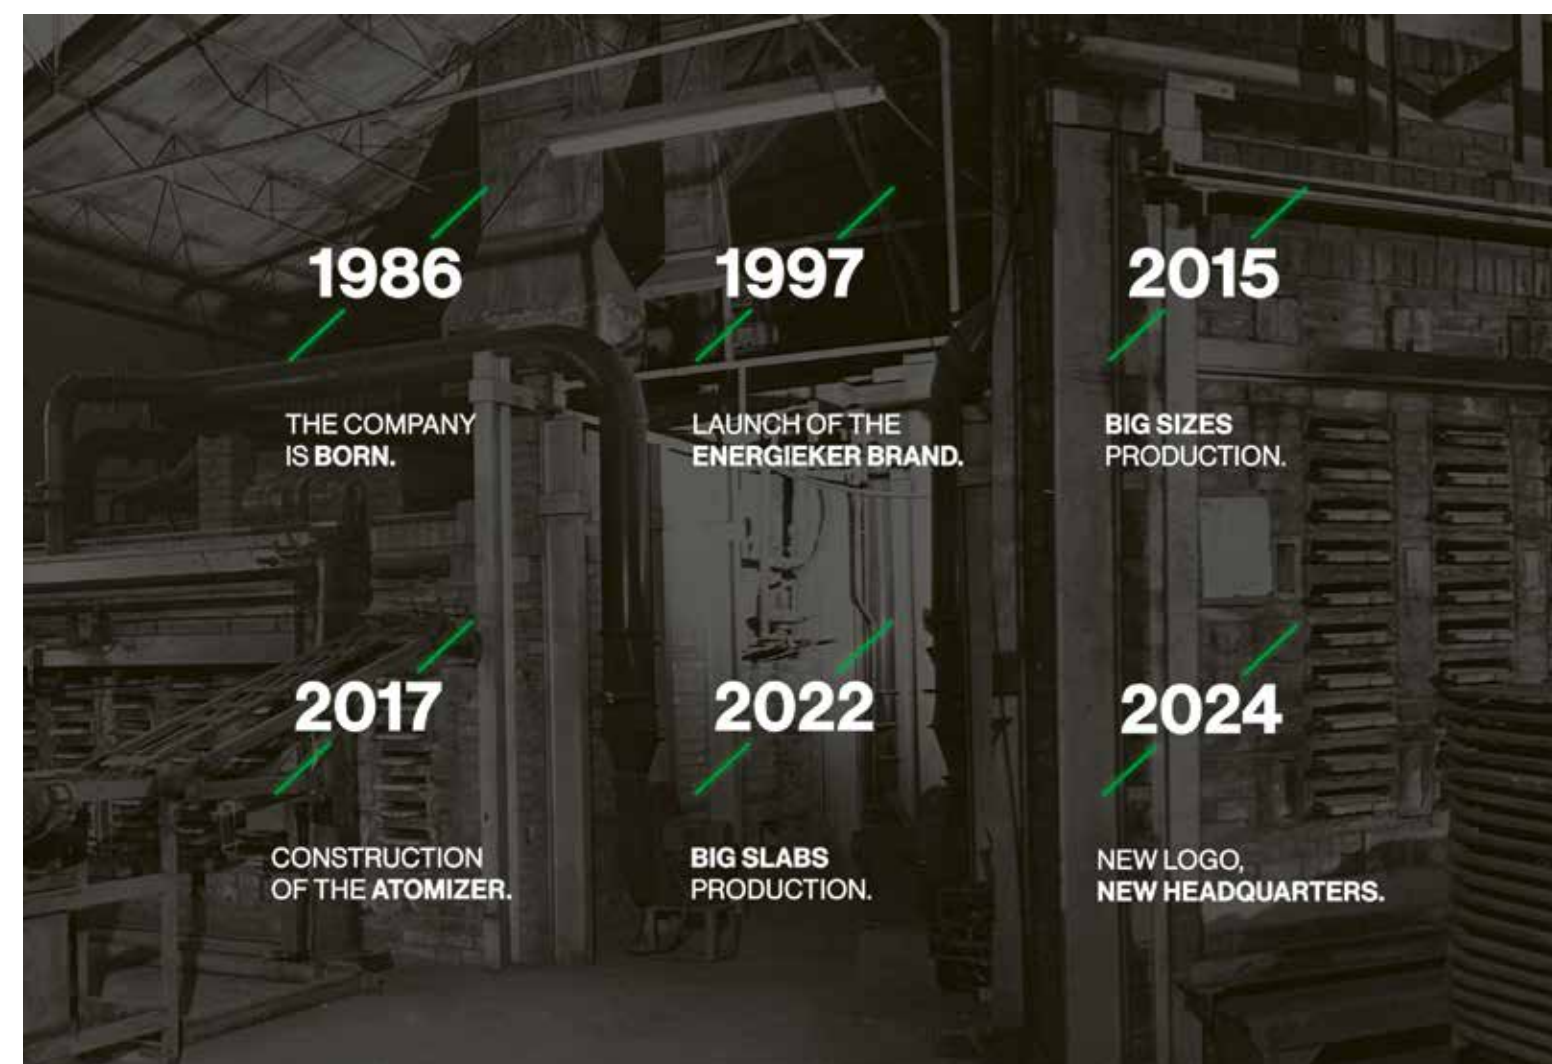 1986
THE COMPANY
IS BORN.
1997
LAUNCH OF THE
ENERGIEKER BRAND.
2015
BIG SIZES
PRODUCTION.
2017
CONSTRUCTION
OF THE ATOMIZER.
2022
BIG SLABS
PRODUCTION.
2024
NEW LOGO,
NEW HEADQUARTERS.